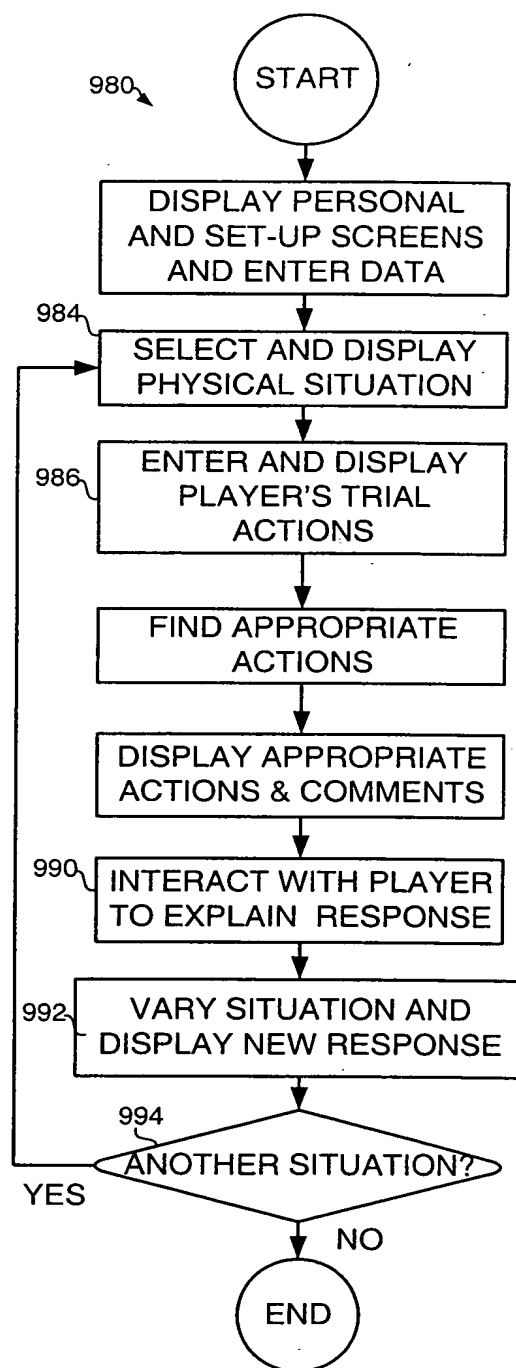 980
START
DISPLAY PERSONAL
AND SET-UP SCREENS
AND ENTER DATA
984
SELECT AND DISPLAY
PHYSICAL SITUATION
986
ENTER AND DISPLAY
PLAYER'S TRIAL
ACTIONS
FIND APPROPRIATE
ACTIONS
DISPLAY APPROPRIATE
ACTIONS & COMMENTS
990
INTERACT WITH PLAYER
TO EXPLAIN RESPONSE
992
VARY SITUATION AND
DISPLAY NEW RESPONSE
994
ANOTHER SITUATION?
YES
NO
END